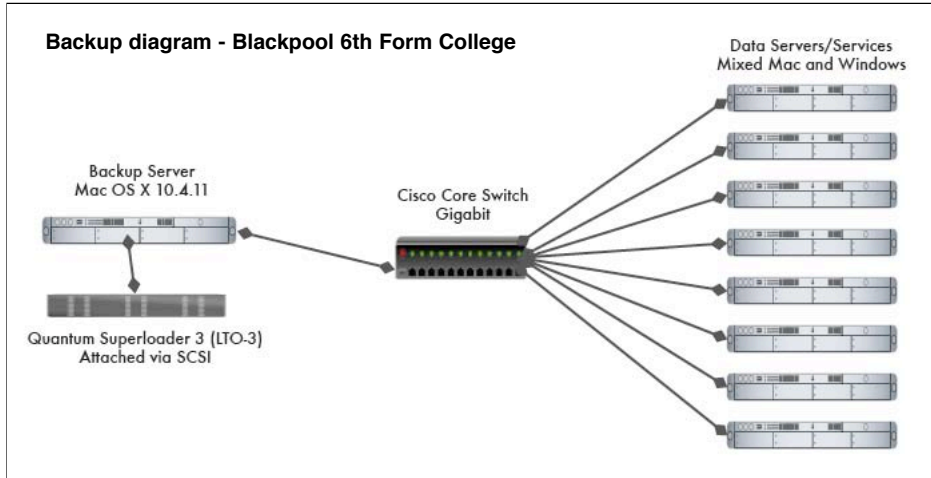 Backup diagram - Blackpool 6th Form College
Data Servers/Services
Mixed Mac and Windows
Backup Server
Mac OS X 10.4.11
Cisco Core Switch
Gigabit
Quantum Superloader 3 (LTO-3)
Attached via SCSI